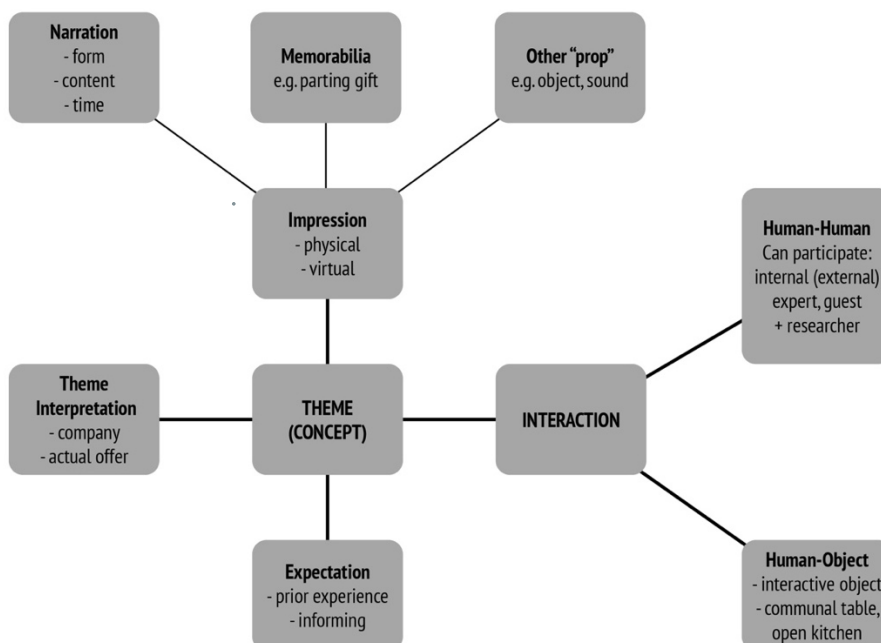 Narration
- form
- content
- time
Memorabilia
e.g. parting gift
Other “prop”
e.g. object, sound
Impression
- physical
- virtual
Human-Human
Can participate:
internal (external)
expert, guest
+ researcher
Theme
Interpretation
- company
- actual offer
THEME
(CONCEPT)
INTERACTION
Expectation
- prior experience
- informing
Human-Object
- interactive object
- communal table,
open kitchen